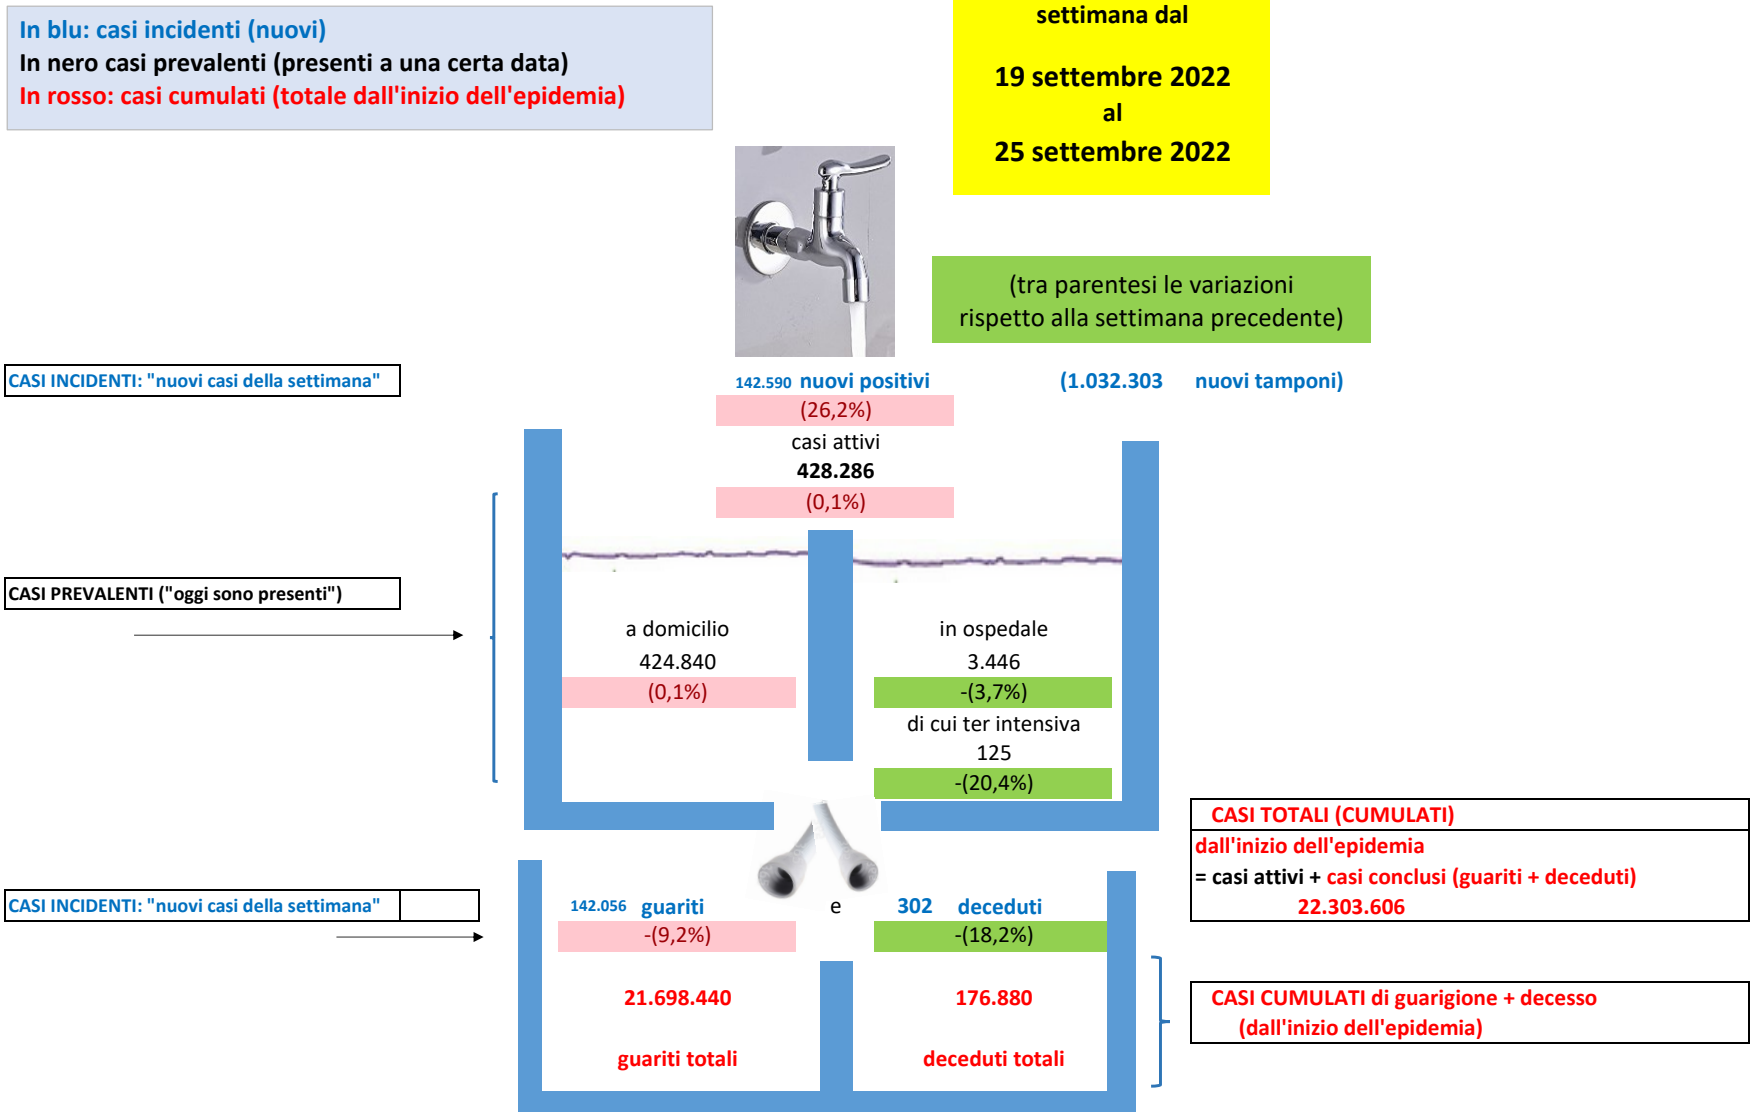 In blu: casi incidenti (nuovi)
In nero casi prevalenti (presenti a una certa data)
In rosso: casi cumulati (totale dall'inizio dell'epidemia)
settimana dal
19 settembre 2022
al
25 settembre 2022
(tra parentesi le variazioni
rispetto alla settimana precedente)
CASI INCIDENTI: "nuovi casi della settimana"
142.590 nuovi positivi
(1.032.303 nuovi tamponi)
(26,2%)
casi attivi
428.286
(0,1%)
CASI PREVALENTI ("oggi sono presenti")
a domicilio
424.840
(0,1%)
in ospedale
3.446
-(3,7%)
di cui ter intensiva
125
-(20,4%)
CASI TOTALI (CUMULATI)
dall'inizio dell'epidemia
= casi attivi + casi conclusi (guariti + deceduti)
22.303.606
CASI INCIDENTI: "nuovi casi della settimana"
142.056 guariti
e
302 deceduti
-(9,2%)
-(18,2%)
21.698.440
176.880
guariti totali
deceduti totali
CASI CUMULATI di guarigione + decesso
(dall'inizio dell'epidemia)